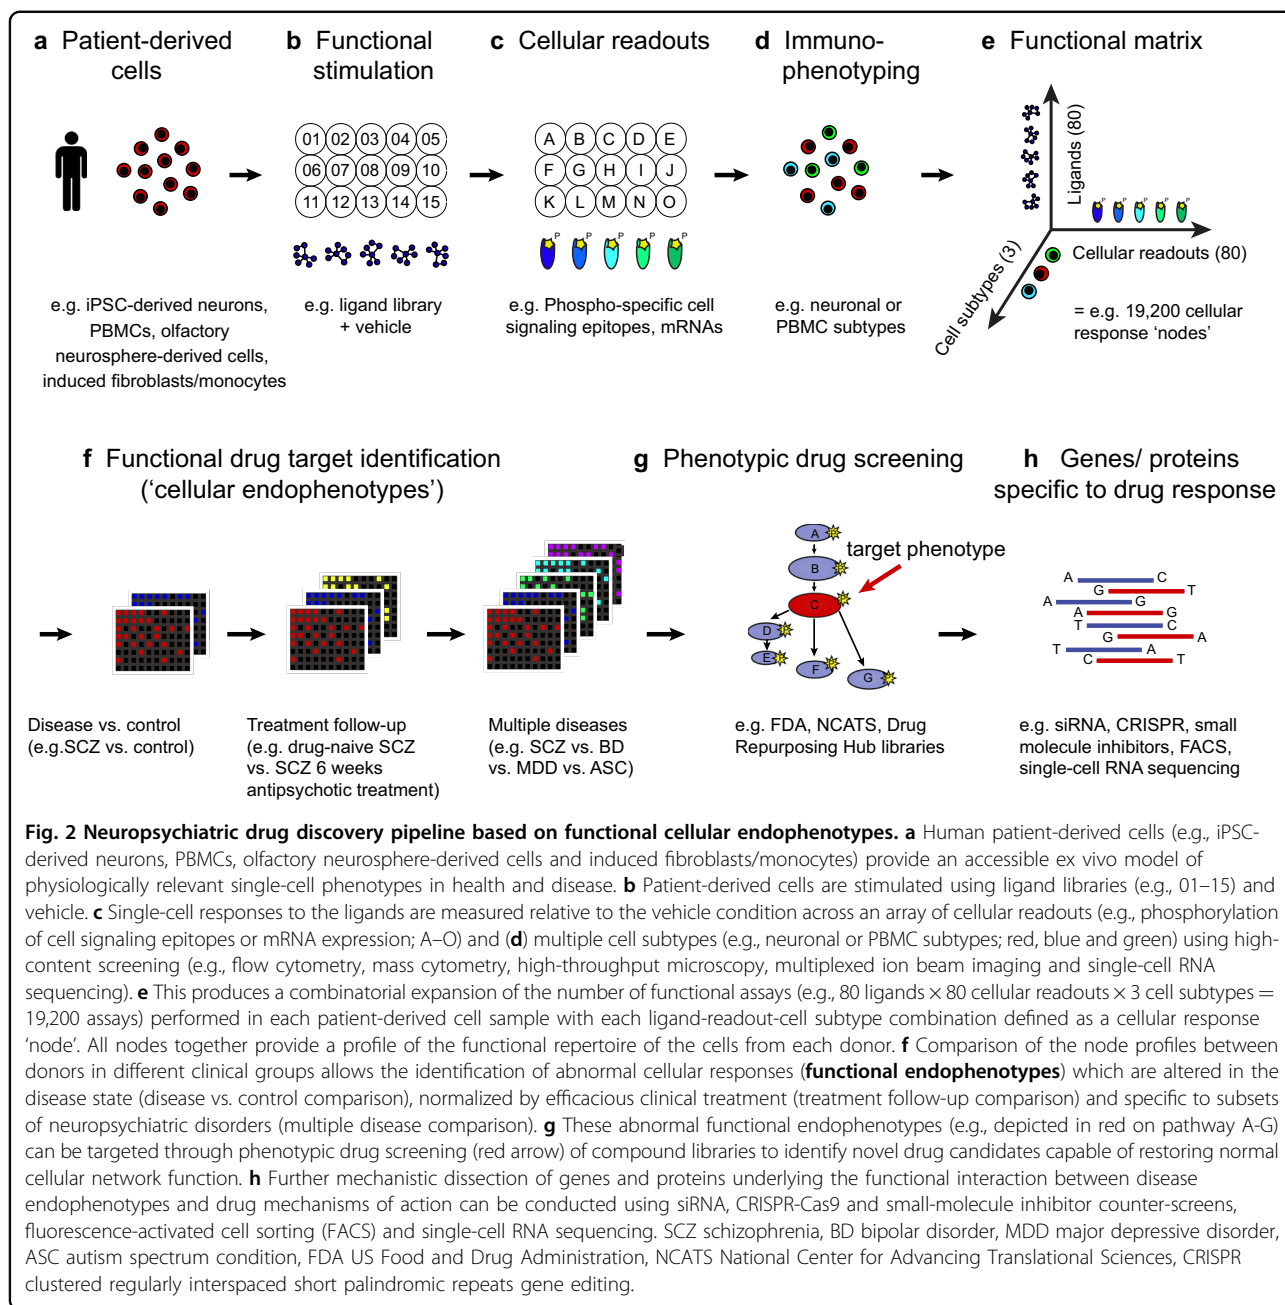 a Patient-derived cells
b Functional stimulation
c Cellular readouts
d Immuno-phenotyping
e Functional matrix
01 02 03 04 05
06 07 08 09 10
11 12 13 14 15
A B C D E
F G H I J
K L M N O
P P P P P
Ligands (80)
P P P P P
Cellular readouts (80)
Cell subtypes (3)
= e.g. 19,200 cellular
response ‘nodes’
e.g. iPSC-derived neurons,
PBMCs, olfactory
neurosphere-derived cells,
induced fibroblasts/monocytes
e.g. ligand library
+ vehicle
e.g. Phospho-specific cell
signaling epitopes, mRNAs
e.g. neuronal or
PBMC subtypes
f Functional drug target identification
(‘cellular endophenotypes’)
g Phenotypic drug screening
h Genes/ proteins
specific to drug response
A P
B P
C P
D P
E P
F P
G P
target phenotype
A C
G T
A G
A G
T C
G A
T A
C T
Disease vs. control
(e.g.SCZ vs. control)
Treatment follow-up
(e.g. drug-naive SCZ
vs. SCZ 6 weeks
antipsychotic treatment)
Multiple diseases
(e.g. SCZ vs. BD
vs. MDD vs. ASC)
e.g. FDA, NCATS, Drug
Repurposing Hub libraries
e.g. siRNA, CRISPR, small
molecule inhibitors, FACS,
single-cell RNA sequencing
Fig. 2 Neuropsychiatric drug discovery pipeline based on functional cellular endophenotypes. a Human patient-derived cells (e.g., iPSC-
derived neurons, PBMCs, olfactory neurosphere-derived cells and induced fibroblasts/monocytes) provide an accessible ex vivo model of
physiologically relevant single-cell phenotypes in health and disease. b Patient-derived cells are stimulated using ligand libraries (e.g., 01–15) and
vehicle. c Single-cell responses to the ligands are measured relative to the vehicle condition across an array of cellular readouts (e.g., phosphorylation
of cell signaling epitopes or mRNA expression; A–O) and (d) multiple cell subtypes (e.g., neuronal or PBMC subtypes; red, blue and green) using high-
content screening (e.g., flow cytometry, mass cytometry, high-throughput microscopy, multiplexed ion beam imaging and single-cell RNA
sequencing). e This produces a combinatorial expansion of the number of functional assays (e.g., 80 ligands × 80 cellular readouts × 3 cell subtypes =
19,200 assays) performed in each patient-derived cell sample with each ligand-readout-cell subtype combination defined as a cellular response
‘node’. All nodes together provide a profile of the functional repertoire of the cells from each donor. f Comparison of the node profiles between
donors in different clinical groups allows the identification of abnormal cellular responses (functional endophenotypes) which are altered in the
disease state (disease vs. control comparison), normalized by efficacious clinical treatment (treatment follow-up comparison) and specific to subsets
of neuropsychiatric disorders (multiple disease comparison). g These abnormal functional endophenotypes (e.g., depicted in red on pathway A-G)
can be targeted through phenotypic drug screening (red arrow) of compound libraries to identify novel drug candidates capable of restoring normal
cellular network function. h Further mechanistic dissection of genes and proteins underlying the functional interaction between disease
endophenotypes and drug mechanisms of action can be conducted using siRNA, CRISPR-Cas9 and small-molecule inhibitor counter-screens,
fluorescence-activated cell sorting (FACS) and single-cell RNA sequencing. SCZ schizophrenia, BD bipolar disorder, MDD major depressive disorder,
ASC autism spectrum condition, FDA US Food and Drug Administration, NCATS National Center for Advancing Translational Sciences, CRISPR
clustered regularly interspaced short palindromic repeats gene editing.